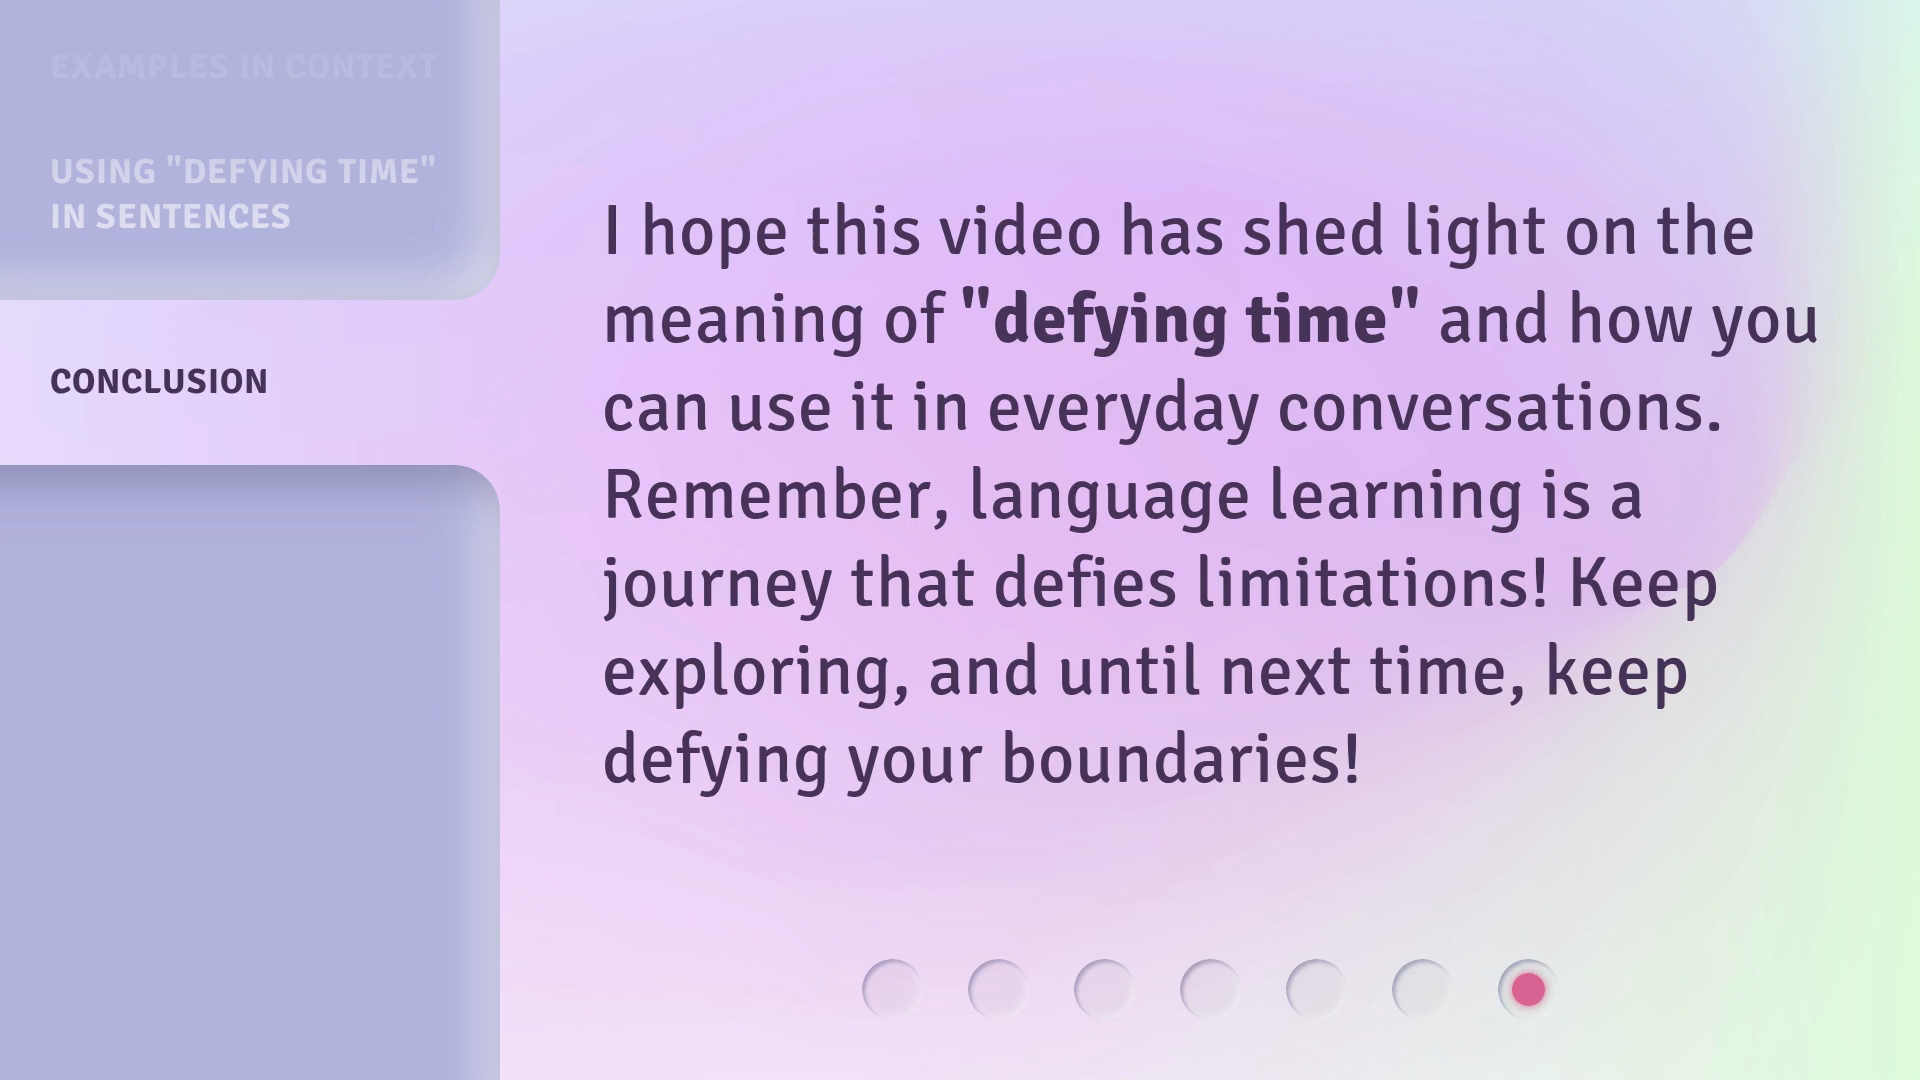 EXAMPLES IN CONTEXT
USING "DEFYING TIME"
IN SENTENCES
CONCLUSION
I hope this video has shed light on the
meaning of "defying time" and how you
can use it in everyday conversations.
Remember, language learning is a
journey that defies limitations! Keep
exploring, and until next time, keep
defying your boundaries!